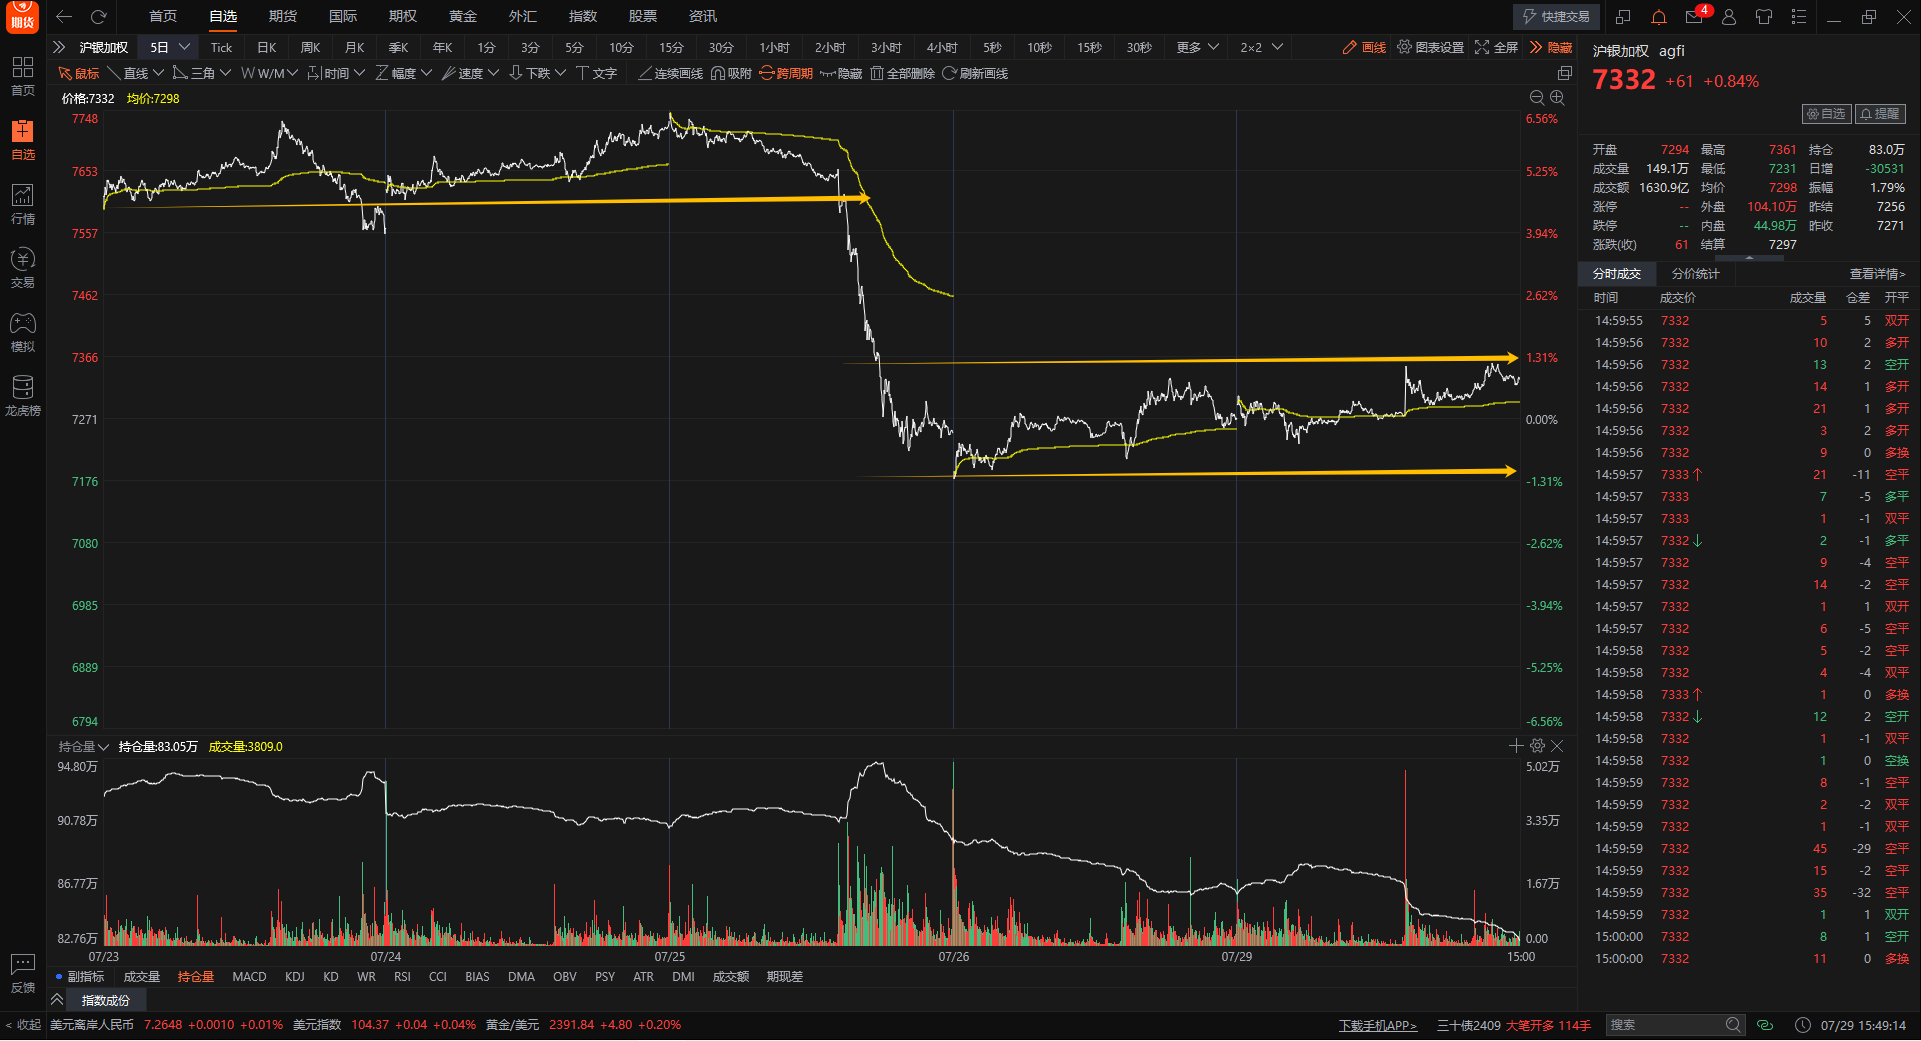 期货
首页 自选 期货 国际 期权 黄金 外汇 指数 股票 资讯
快捷交易 4
沪银加权 5日 Tick 日K 周K 月K 季K 年K 1分 3分 5分 10分 15分 30分 1小时 2小时 3小时 4小时 5秒 10秒 15秒 30秒 更多 2×2 画线 图表设置 全屏 隐藏
鼠标 直线 三角 W/M 时间 幅度 速度 下跌 文字 连续画线 吸附 跨周期 隐藏 全部删除 刷新画线
首页
自选
行情
交易
模拟
龙虎榜
反馈
< 收起
价格:7332 均价:7298
7748 6.56%
7653 5.25%
7557 3.94%
7462 2.62%
7366 1.31%
7271 0.00%
7176 -1.31%
7080 -2.62%
6985 -3.94%
6889 -5.25%
6794 -6.56%
持仓量 持仓量:83.05万 成交量:3809.0
94.80万 5.02万
90.78万 3.35万
86.77万 1.67万
82.76万 0.00
07/23 07/24 07/25 07/26 07/29 15:00
副指标 成交量 持仓量 MACD KDJ KD WR RSI CCI BIAS DMA OBV PSY ATR DMI 成交额 期现差
指数成份
沪银加权 agfi
7332 +61 +0.84%
自选 提醒
开盘 7294 最高 7361 持仓 83.0万
成交量 149.1万 最低 7231 日增 -30531
成交额 1630.9亿 均价 7298 振幅 1.79%
涨停 -- 外盘 104.10万 昨结 7256
跌停 -- 内盘 44.98万 昨收 7271
涨跌(收) 61 结算 7297
分时成交 分价统计 查看详情>
时间 成交价 成交量 仓差 开平
14:59:55 7332 5 5 双开
14:59:56 7332 10 2 多开
14:59:56 7332 13 2 空开
14:59:56 7332 14 1 多开
14:59:56 7332 21 1 多开
14:59:56 7332 3 2 多开
14:59:56 7332 9 0 多换
14:59:57 7333↑ 21 -11 空平
14:59:57 7333 7 -5 多平
14:59:57 7333 1 -1 双平
14:59:57 7332↓ 2 -1 多平
14:59:57 7332 9 -4 空平
14:59:57 7332 14 -2 空平
14:59:57 7332 1 1 双开
14:59:57 7332 6 -5 空平
14:59:58 7332 5 -2 空平
14:59:58 7332 4 -4 双平
14:59:58 7333↑ 1 0 多换
14:59:58 7332↓ 12 2 空开
14:59:58 7332 1 -1 双平
14:59:58 7332 1 0 空换
14:59:59 7332 8 -1 空平
14:59:59 7332 2 -2 双平
14:59:59 7332 1 -1 双平
14:59:59 7332 45 -29 空平
14:59:59 7332 15 -2 空平
14:59:59 7332 35 -32 空平
14:59:59 7332 1 1 双开
15:00:00 7332 8 1 空开
15:00:00 7332 11 0 多换
美元离岸人民币 7.2648 +0.0010 +0.01% 美元指数 104.37 +0.04 +0.04% 黄金/美元 2391.84 +4.80 +0.20% 下载手机APP> 三十债2409 大笔开多 114手 搜索 07/29 15:49:14